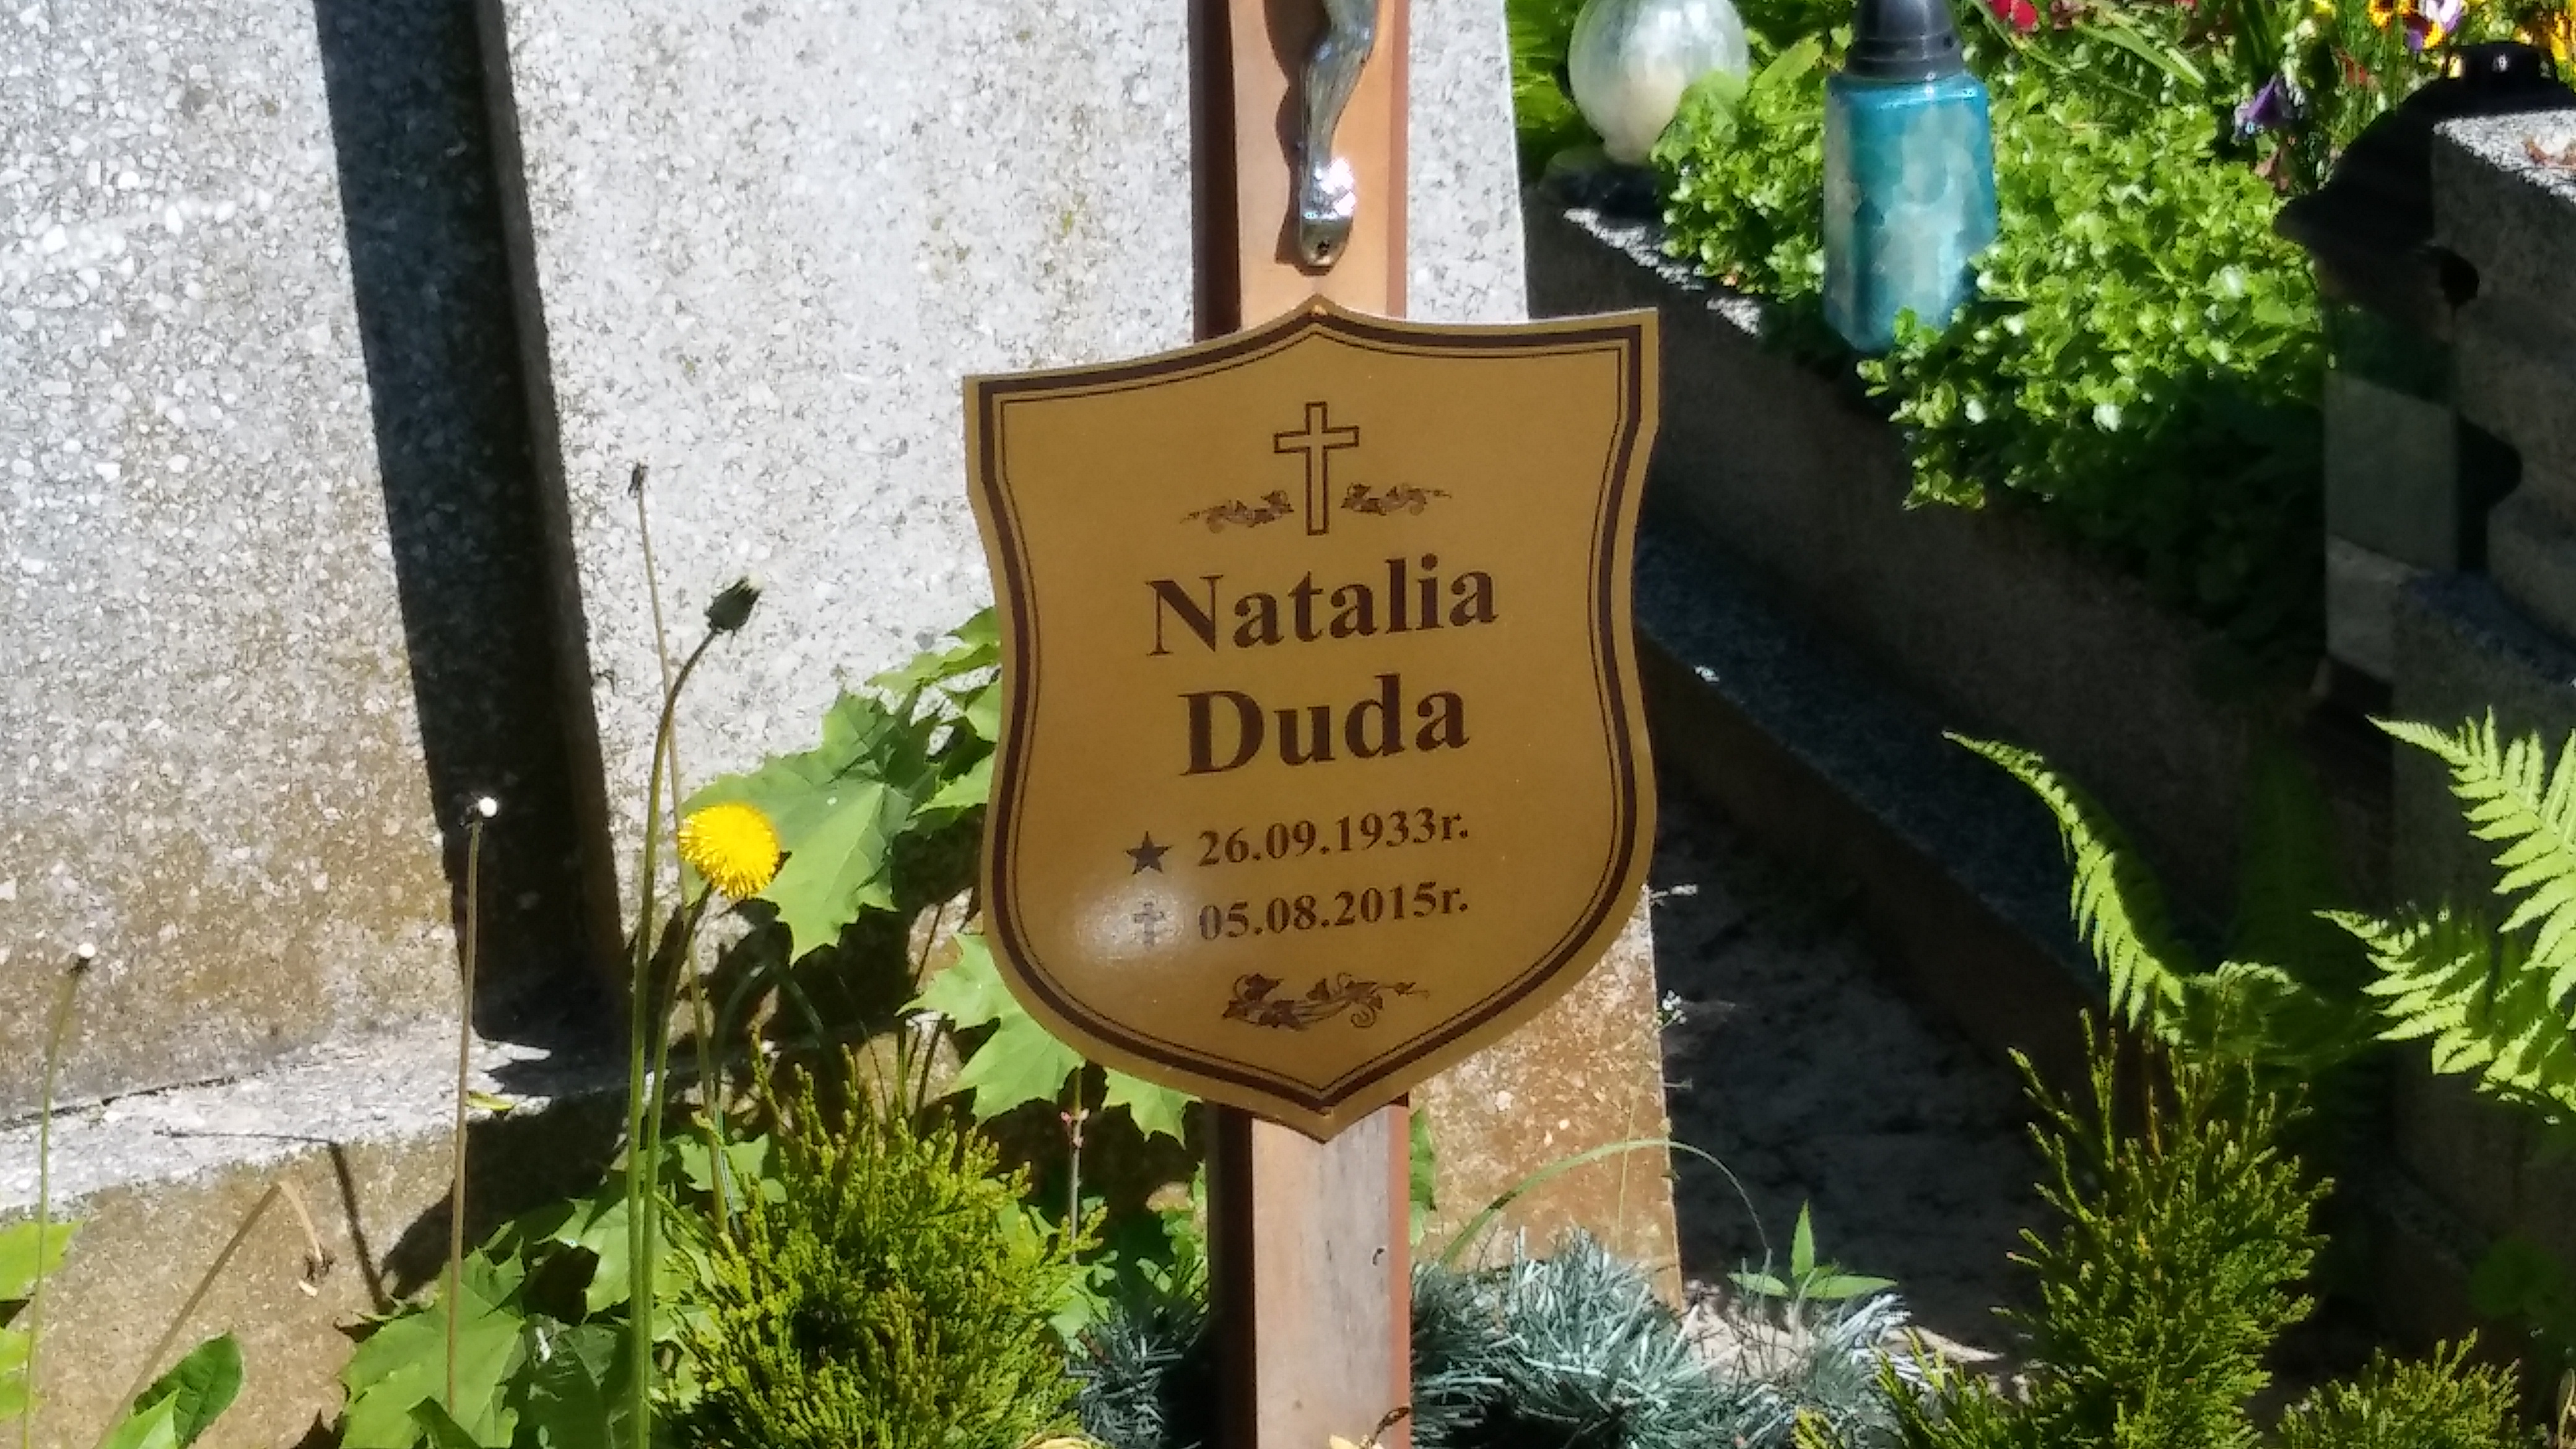 Natalia
Duda
★ 26.09.1933r.
✝ 05.08.2015r.